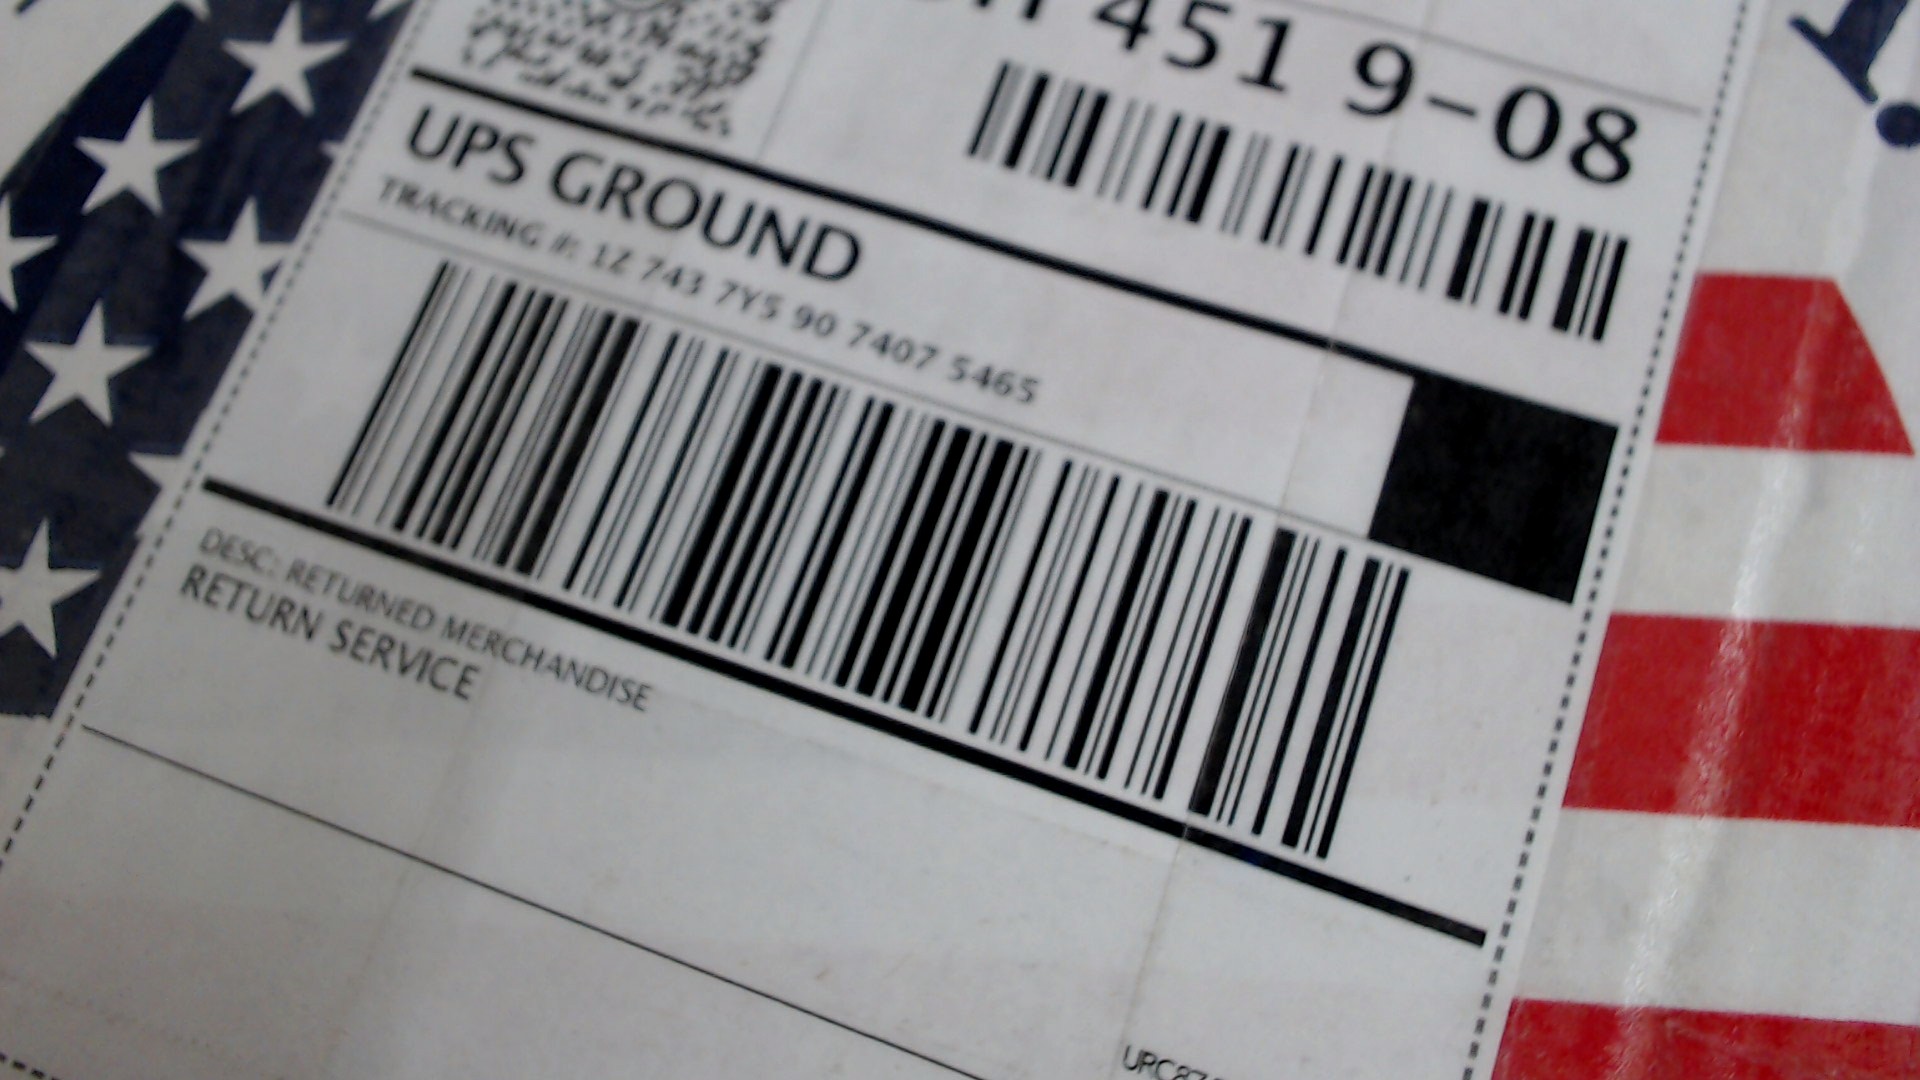 451 9-08
UPS GROUND
TRACKING #: 1Z 743 7Y5 90 7407 5465
DESC: RETURNED MERCHANDISE
RETURN SERVICE